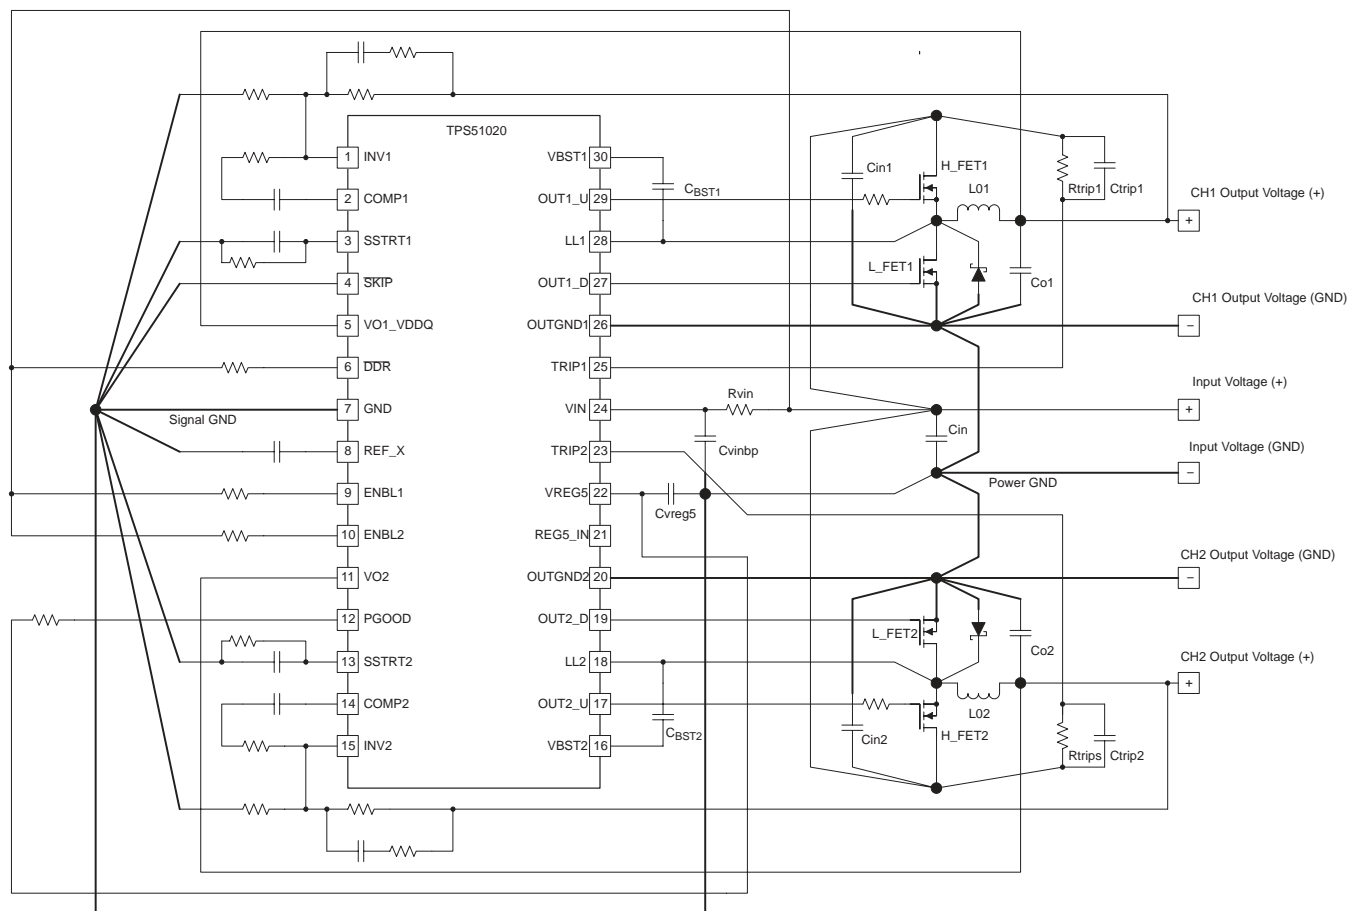 TPS51020
1 INV1
2 COMP1
3 SSTRT1
4 SKIP
5 VO1_VDDQ
6 DDR
7 GND
8 REF_X
9 ENBL1
10 ENBL2
11 VO2
12 PGOOD
13 SSTRT2
14 COMP2
15 INV2
VBST1 30
OUT1_U 29
LL1 28
OUT1_D 27
OUTGND1 26
TRIP1 25
VIN 24
TRIP2 23
VREG5 22
REG5_IN 21
OUTGND2 20
OUT2_D 19
LL2 18
OUT2_U 17
VBST2 16
Signal GND
CBST1
Cin1
H_FET1
L01
L_FET1
Co1
Rtrip1
Ctrip1
Rvin
Cvinbp
Cvreg5
Cin
Power GND
L_FET2
Co2
L02
H_FET2
Cin2
CBST2
Rtrips
Ctrip2
CH1 Output Voltage (+)
+
CH1 Output Voltage (GND)
−
Input Voltage (+)
+
Input Voltage (GND)
−
CH2 Output Voltage (GND)
−
CH2 Output Voltage (+)
+